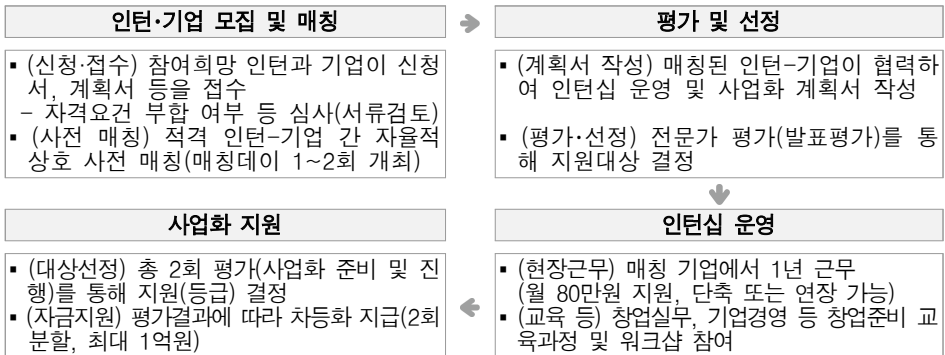 인턴·기업 모집 및 매칭
▪ (신청·접수) 참여희망 인턴과 기업이 신청
서, 계획서 등을 접수
- 자격요건 부합 여부 등 심사(서류검토)
▪ (사전 매칭) 적격 인턴-기업 간 자율적
상호 사전 매칭(매칭데이 1~2회 개최)
평가 및 선정
▪ (계획서 작성) 매칭된 인턴-기업이 협력하
여 인턴십 운영 및 사업화 계획서 작성
▪ (평가·선정) 전문가 평가(발표평가)를 통
해 지원대상 결정
인턴십 운영
▪ (현장근무) 매칭 기업에서 1년 근무
(월 80만원 지원, 단축 또는 연장 가능)
▪ (교육 등) 창업실무, 기업경영 등 창업준비 교
육과정 및 워크샵 참여
사업화 지원
▪ (대상선정) 총 2회 평가(사업화 준비 및 진
행)를 통해 지원(등급) 결정
▪ (자금지원) 평가결과에 따라 차등화 지급(2회
분할, 최대 1억원)